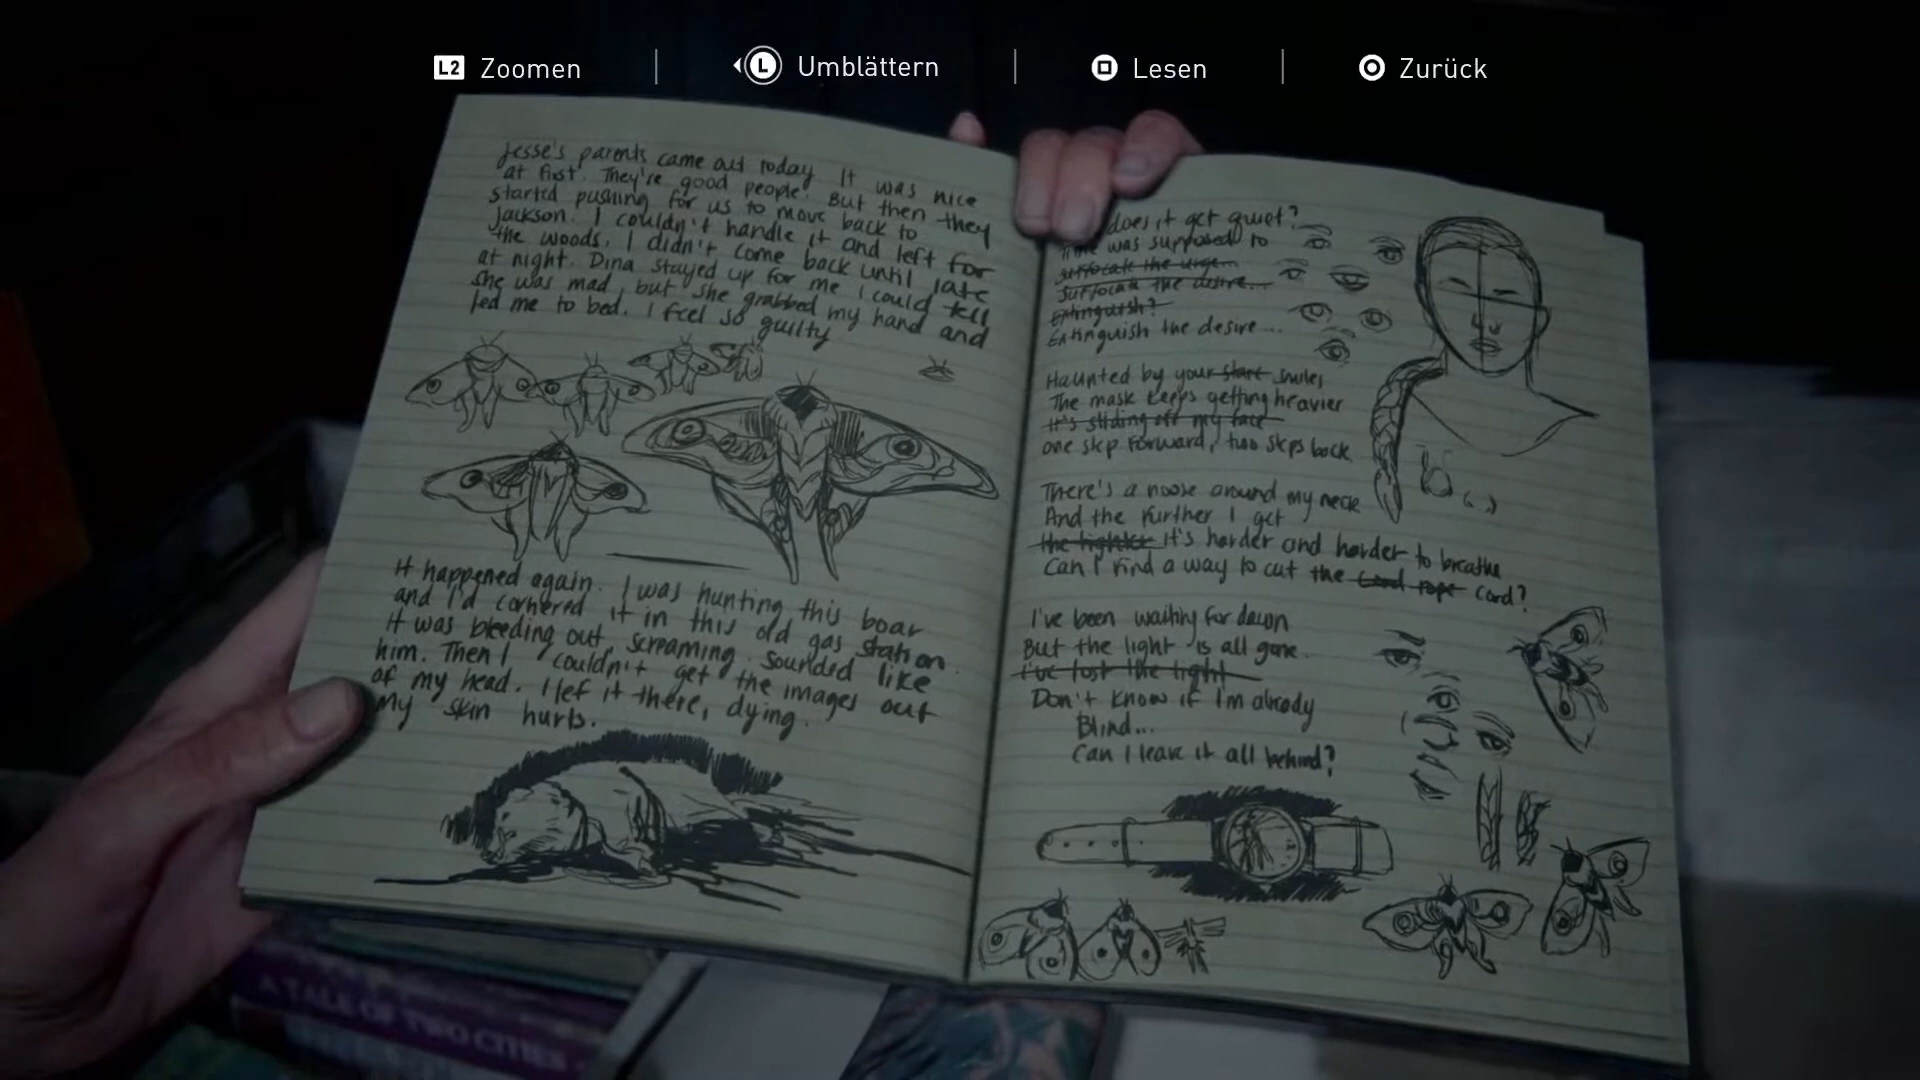 L2 Zoomen
L Umblättern
Lesen
Zurück
Jesse's parents came out today. It was nice
at first. They're good people. But then they
started pushing for us to move back to
Jackson. I couldn't handle it and left for
the woods. I didn't come back until late
at night. Dina stayed up for me I could tell
she was mad, but she grabbed my hand and
led me to bed. I feel so guilty
It happened again. I was hunting this boar
and I'd cornered it in this old gas station.
It was bleeding out, screaming. Sounded like
him. Then I couldn't get the images out
of my head. I lef it there, dying.
My skin hurts.
does it get quiet?
Time was supposed to
suffocate the urge...
Suffocate the desire...
Extinguish?
Extinguish the desire...
Haunted by your stare smiles
The mask keeps getting heavier
It's sliding off my face
one step forward, two steps back
There's a noose around my neck
And the further I get
the tighter it's harder and harder to breathe
Can I find a way to cut the cord rope cord?
I've been waiting for dawn
But the light is all gone
I've lost the light
Don't know if I'm already
Blind...
Can I leave it all behind?
A TALE OF TWO CITIES